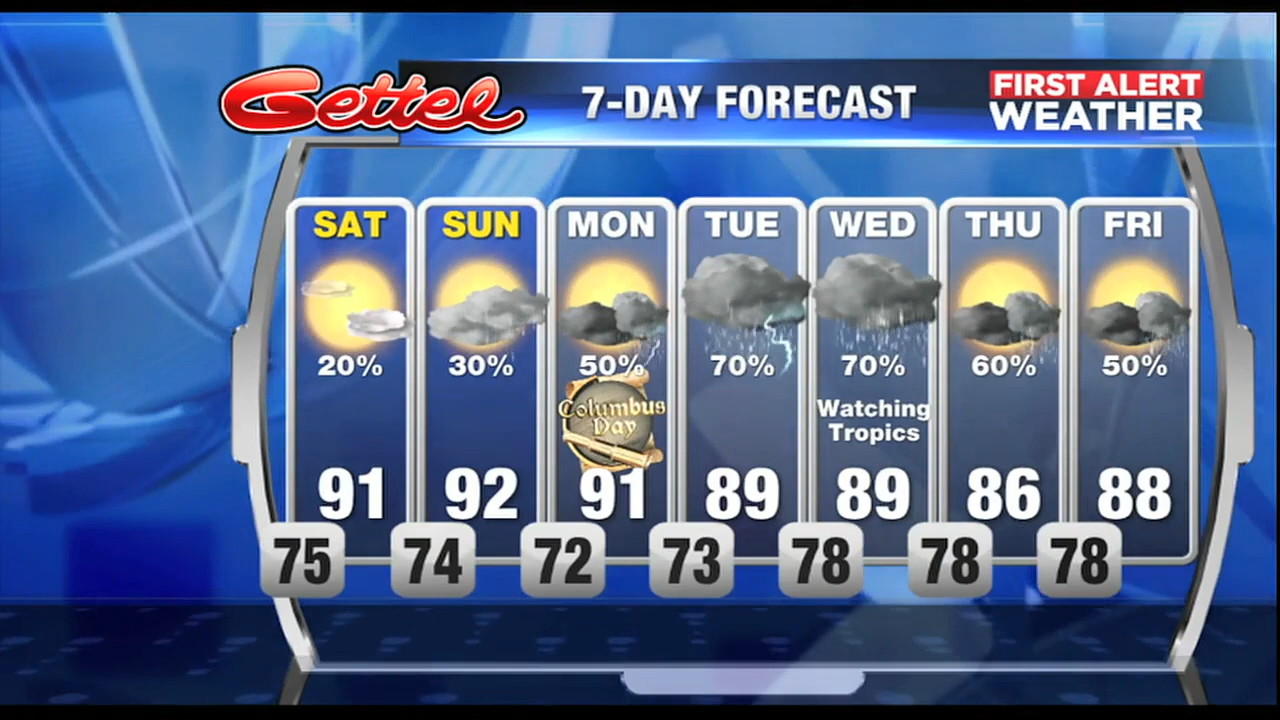 Gettel
7-DAY FORECAST
FIRST ALERT
WEATHER
SAT
SUN
MON
TUE
WED
THU
FRI
20%
30%
50%
70%
70%
60%
50%
Columbus
Day
Watching
Tropics
91
92
91
89
89
86
88
75
74
72
73
78
78
78